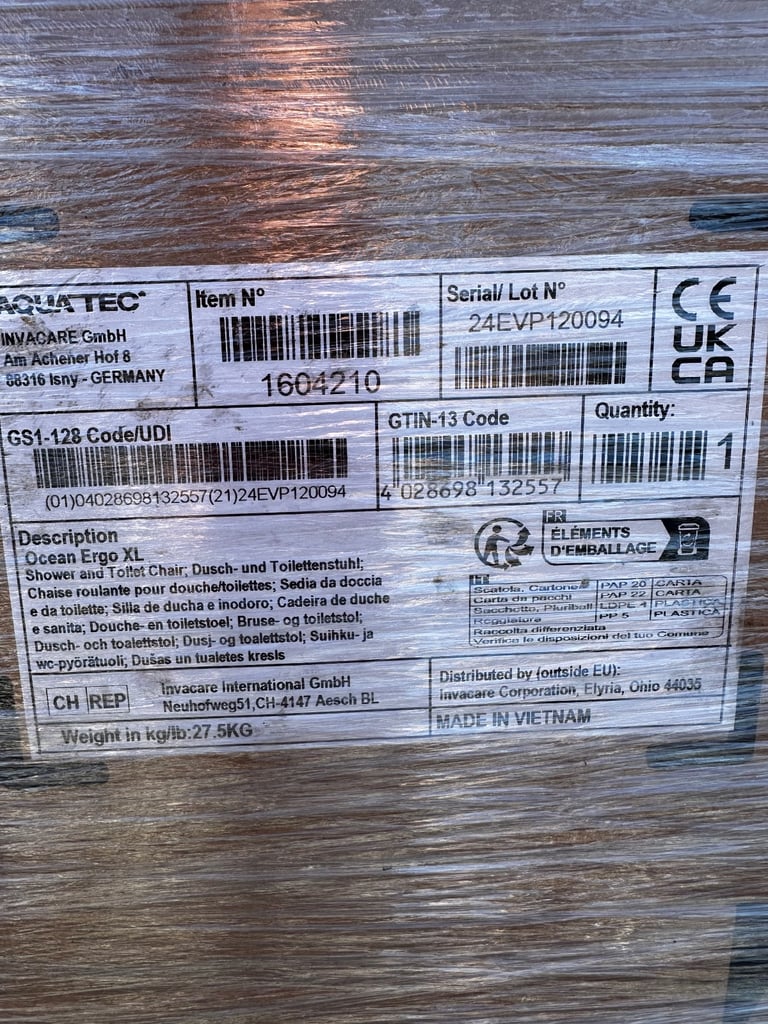 AQUATEC®
INVACARE GmbH
Am Achener Hof 8
88316 Isny - GERMANY
Item Nº
1604210
Serial/ Lot Nº
24EVP120094
CE
UK
CA
GS1-128 Code/UDI
(01)04028698132557(21)24EVP120094
GTIN-13 Code
4 028698 132557
Quantity:
1
Description
Ocean Ergo XL
Shower and Toilet Chair; Dusch- und Toilettenstuhl;
Chaise roulante pour douche/toilettes; Sedia da doccia
e da toilette; Silla de ducha e inodoro; Cadeira de duche
e sanita; Douche- en toiletstoel; Bruse- og toiletstol;
Dusch- och toalettstol; Dusj- og toalettstol; Suihku- ja
wc-pyörätuoli; Dušas un tualetes kresls
FR
ÉLÉMENTS
D'EMBALLAGE
Scatola, Cartone PAP 20 CARTA
Carta da pacchi PAP 22 CARTA
Sacchetto, Pluriball LDPE 4 PLASTICA
Reggiature PP 5 PLASTICA
Raccolta differenziata
Verifica le disposizioni del tuo Comune
CH REP
Invacare International GmbH
Neuhofweg51,CH-4147 Aesch BL
Distributed by (outside EU):
Invacare Corporation, Elyria, Ohio 44035
MADE IN VIETNAM
Weight in kg/lb:27.5KG